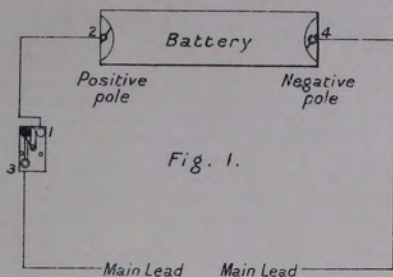 2 Battery 4
Positive pole
Negative pole
1
3
Fig. 1.
Main Lead Main Lead